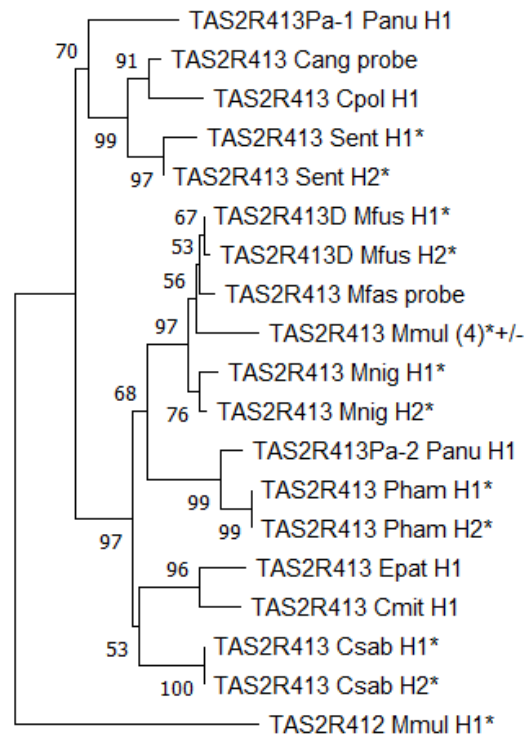 TAS2R413Pa-1 Panu H1
70
91
TAS2R413 Cang probe
TAS2R413 Cpol H1
99
TAS2R413 Sent H1*
97
TAS2R413 Sent H2*
67
TAS2R413D Mfus H1*
53
TAS2R413D Mfus H2*
56
TAS2R413 Mfas probe
97
TAS2R413 Mmul (4)*+/-
TAS2R413 Mnig H1*
68
76
TAS2R413 Mnig H2*
TAS2R413Pa-2 Panu H1
99
TAS2R413 Pham H1*
99
TAS2R413 Pham H2*
97
96
TAS2R413 Epat H1
TAS2R413 Cmit H1
53
TAS2R413 Csab H1*
100
TAS2R413 Csab H2*
TAS2R412 Mmul H1*